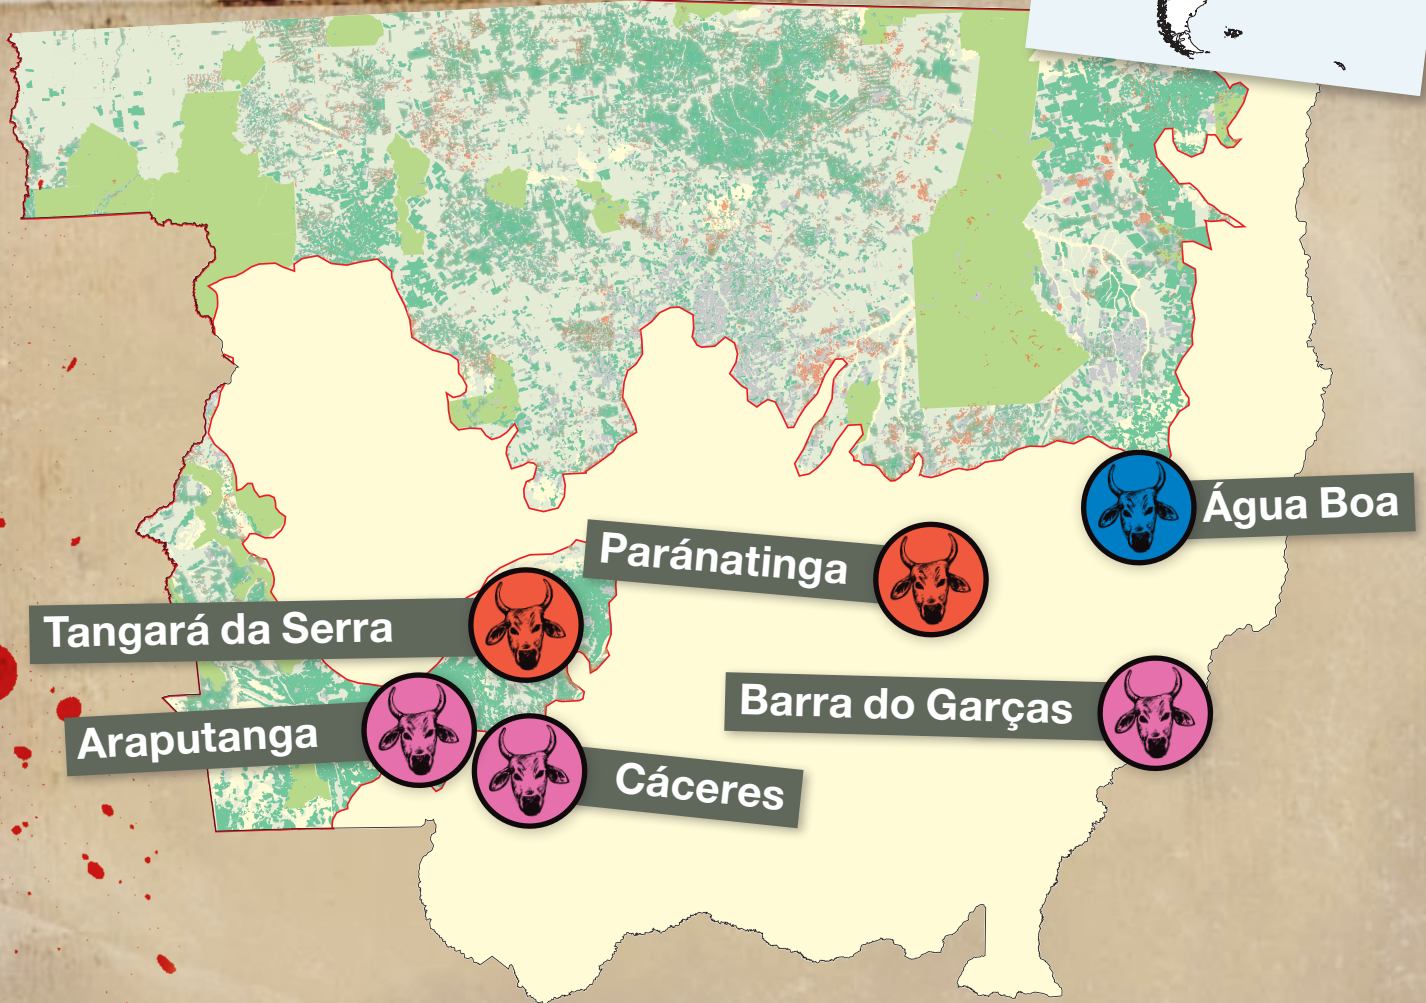 Água Boa
Paránatinga
Tangará da Serra
Barra do Garças
Araputanga
Cáceres